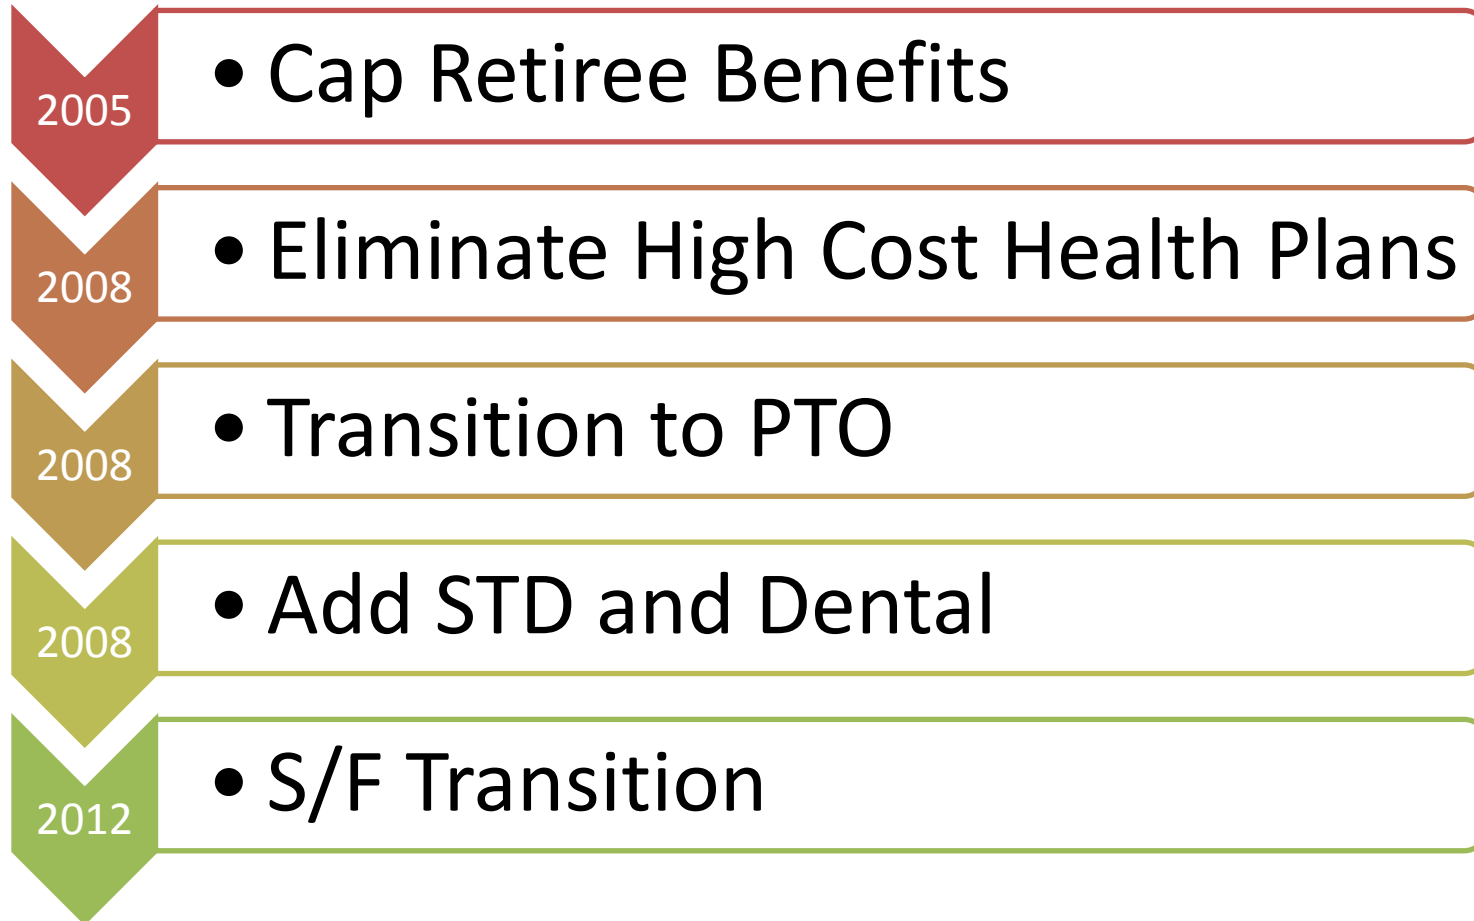 2005
• Cap Retiree Benefits
2008
• Eliminate High Cost Health Plans
2008
• Transition to PTO
2008
• Add STD and Dental
2012
• S/F Transition